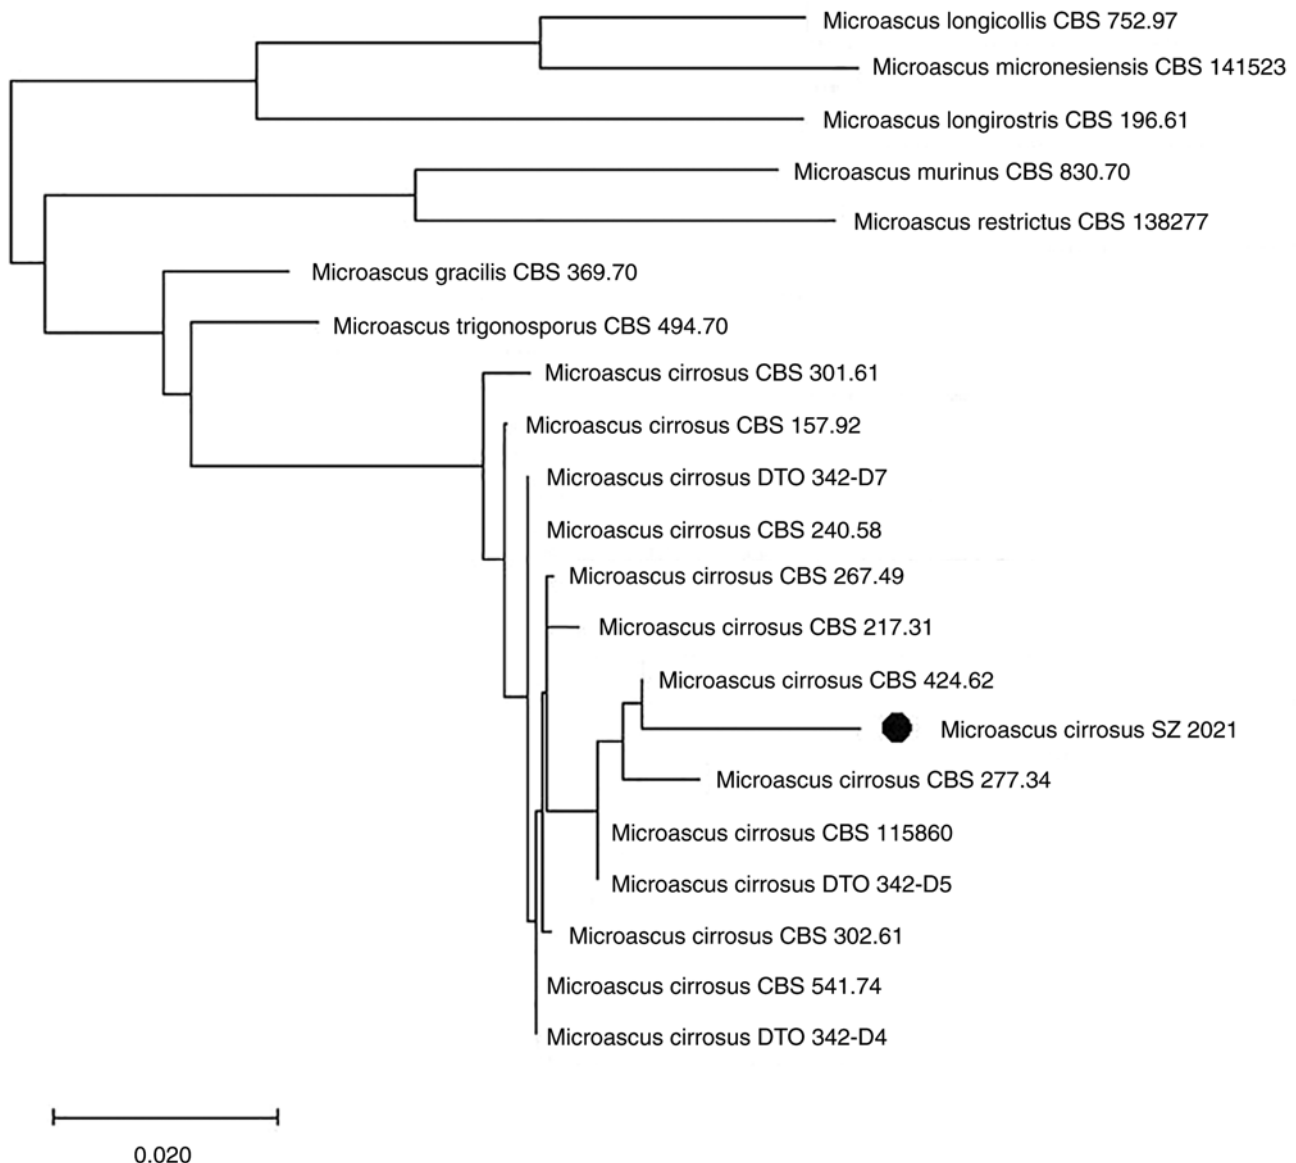 Microascus longicollis CBS 752.97
Microascus micronesiensis CBS 141523
Microascus longirostris CBS 196.61
Microascus murinus CBS 830.70
Microascus restrictus CBS 138277
Microascus gracilis CBS 369.70
Microascus trigonosporus CBS 494.70
Microascus cirrosus CBS 301.61
Microascus cirrosus CBS 157.92
Microascus cirrosus DTO 342-D7
Microascus cirrosus CBS 240.58
Microascus cirrosus CBS 267.49
Microascus cirrosus CBS 217.31
Microascus cirrosus CBS 424.62
Microascus cirrosus SZ 2021
Microascus cirrosus CBS 277.34
Microascus cirrosus CBS 115860
Microascus cirrosus DTO 342-D5
Microascus cirrosus CBS 302.61
Microascus cirrosus CBS 541.74
Microascus cirrosus DTO 342-D4
0.020